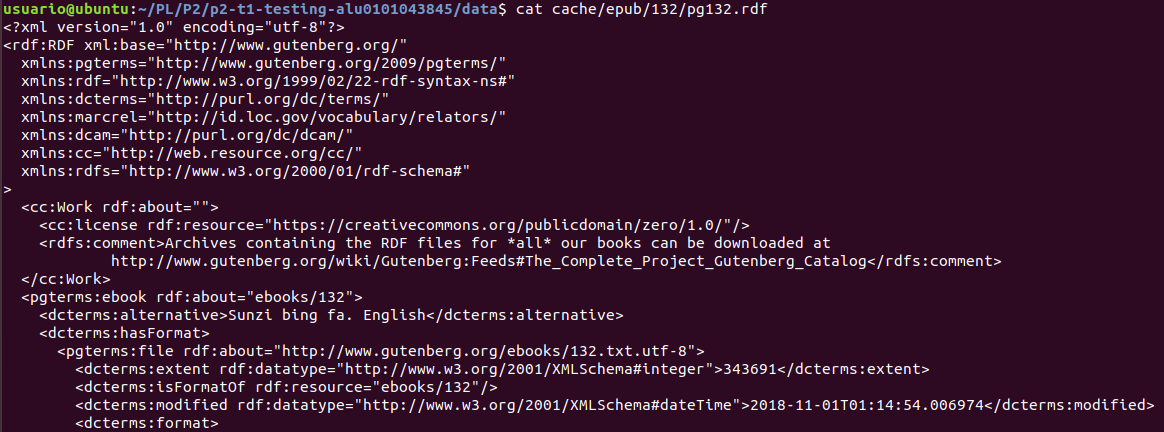 usuario@ubuntu:~/PL/P2/p2-t1-testing-alu0101043845/data$ cat cache/epub/132/pg132.rdf
<?xml version="1.0" encoding="utf-8"?>
<rdf:RDF xml:base="http://www.gutenberg.org/"
  xmlns:pgterms="http://www.gutenberg.org/2009/pgterms/"
  xmlns:rdf="http://www.w3.org/1999/02/22-rdf-syntax-ns#"
  xmlns:dcterms="http://purl.org/dc/terms/"
  xmlns:marcrel="http://id.loc.gov/vocabulary/relators/"
  xmlns:dcam="http://purl.org/dc/dcam/"
  xmlns:cc="http://web.resource.org/cc/"
  xmlns:rdfs="http://www.w3.org/2000/01/rdf-schema#"
>
  <cc:Work rdf:about="">
    <cc:license rdf:resource="https://creativecommons.org/publicdomain/zero/1.0/"/>
    <rdfs:comment>Archives containing the RDF files for *all* our books can be downloaded at
            http://www.gutenberg.org/wiki/Gutenberg:Feeds#The_Complete_Project_Gutenberg_Catalog</rdfs:comment>
  </cc:Work>
  <pgterms:ebook rdf:about="ebooks/132">
    <dcterms:alternative>Sunzi bing fa. English</dcterms:alternative>
    <dcterms:hasFormat>
      <pgterms:file rdf:about="http://www.gutenberg.org/ebooks/132.txt.utf-8">
        <dcterms:extent rdf:datatype="http://www.w3.org/2001/XMLSchema#integer">343691</dcterms:extent>
        <dcterms:isFormatOf rdf:resource="ebooks/132"/>
        <dcterms:modified rdf:datatype="http://www.w3.org/2001/XMLSchema#dateTime">2018-11-01T01:14:54.006974</dcterms:modified>
        <dcterms:format>